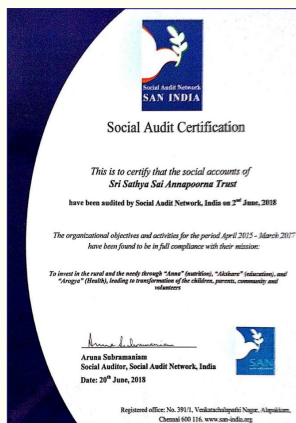 Social Audit Network
SAN INDIA
Social Audit Certification
This is to certify that the social accounts of
Sri Sathya Sai Annapoorna Trust
have been audited by Social Audit Network, India on 2nd June, 2018
The organizational objectives and activities for the period April 2015 - March 2017
have been found to be in full compliance with their mission:
To invest in the rural and the needy through "Anna" (nutrition), "Akshara" (education), and
"Arogya" (Health), leading to transformation of the children, parents, community and
volunteers
Aruna Subramaniam
Aruna Subramaniam
Social Auditor, Social Audit Network, India
Date: 20th June, 2018
SAN
Registered office: No. 391/1, Venkatachalapathi Nagar, Alapakkam,
Chennai 600 116. www.san-india.org